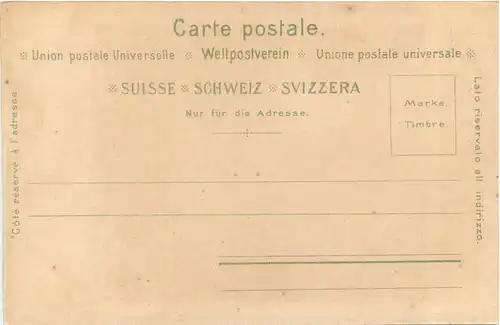 Carte postale.
※ Union postale Universelle ※ Weltpostverein ※ Unione postale universale ※
※ SUISSE ※ SCHWEIZ ※ SVIZZERA
Nur für die Adresse.
Marke.
Timbre
Côté réservé à l'adresse
Lato riservato all indirizzo.